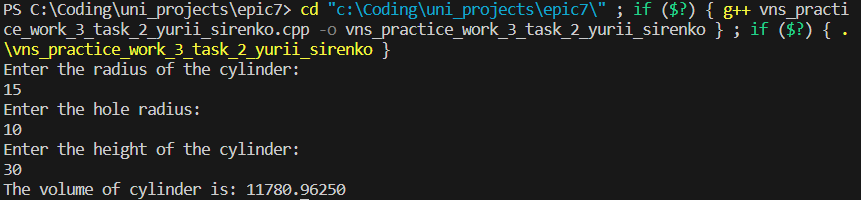 PS C:\Coding\uni_projects\epic7> cd "c:\Coding\uni_projects\epic7\" ; if ($?) { g++ vns_practi
ce_work_3_task_2_yurii_sirenko.cpp -o vns_practice_work_3_task_2_yurii_sirenko } ; if ($?) { .
\vns_practice_work_3_task_2_yurii_sirenko }
Enter the radius of the cylinder:
15
Enter the hole radius:
10
Enter the height of the cylinder:
30
The volume of cylinder is: 11780.96250